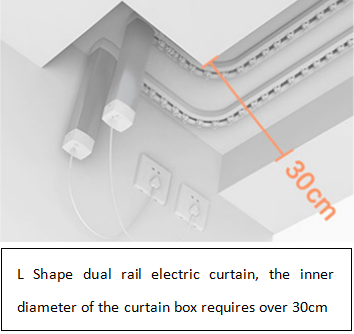 30cm
L Shape dual rail electric curtain, the inner
diameter of the curtain box requires over 30cm